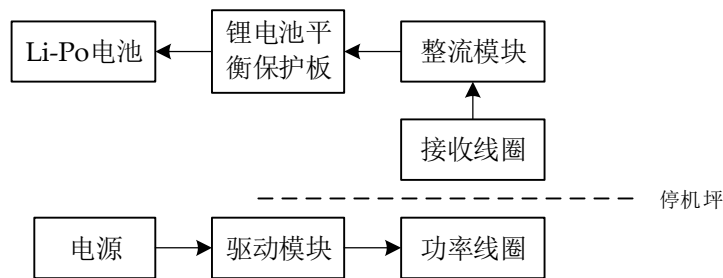 Li-Po电池
锂电池平
衡保护板
整流模块
接收线圈
停机坪
电源
驱动模块
功率线圈